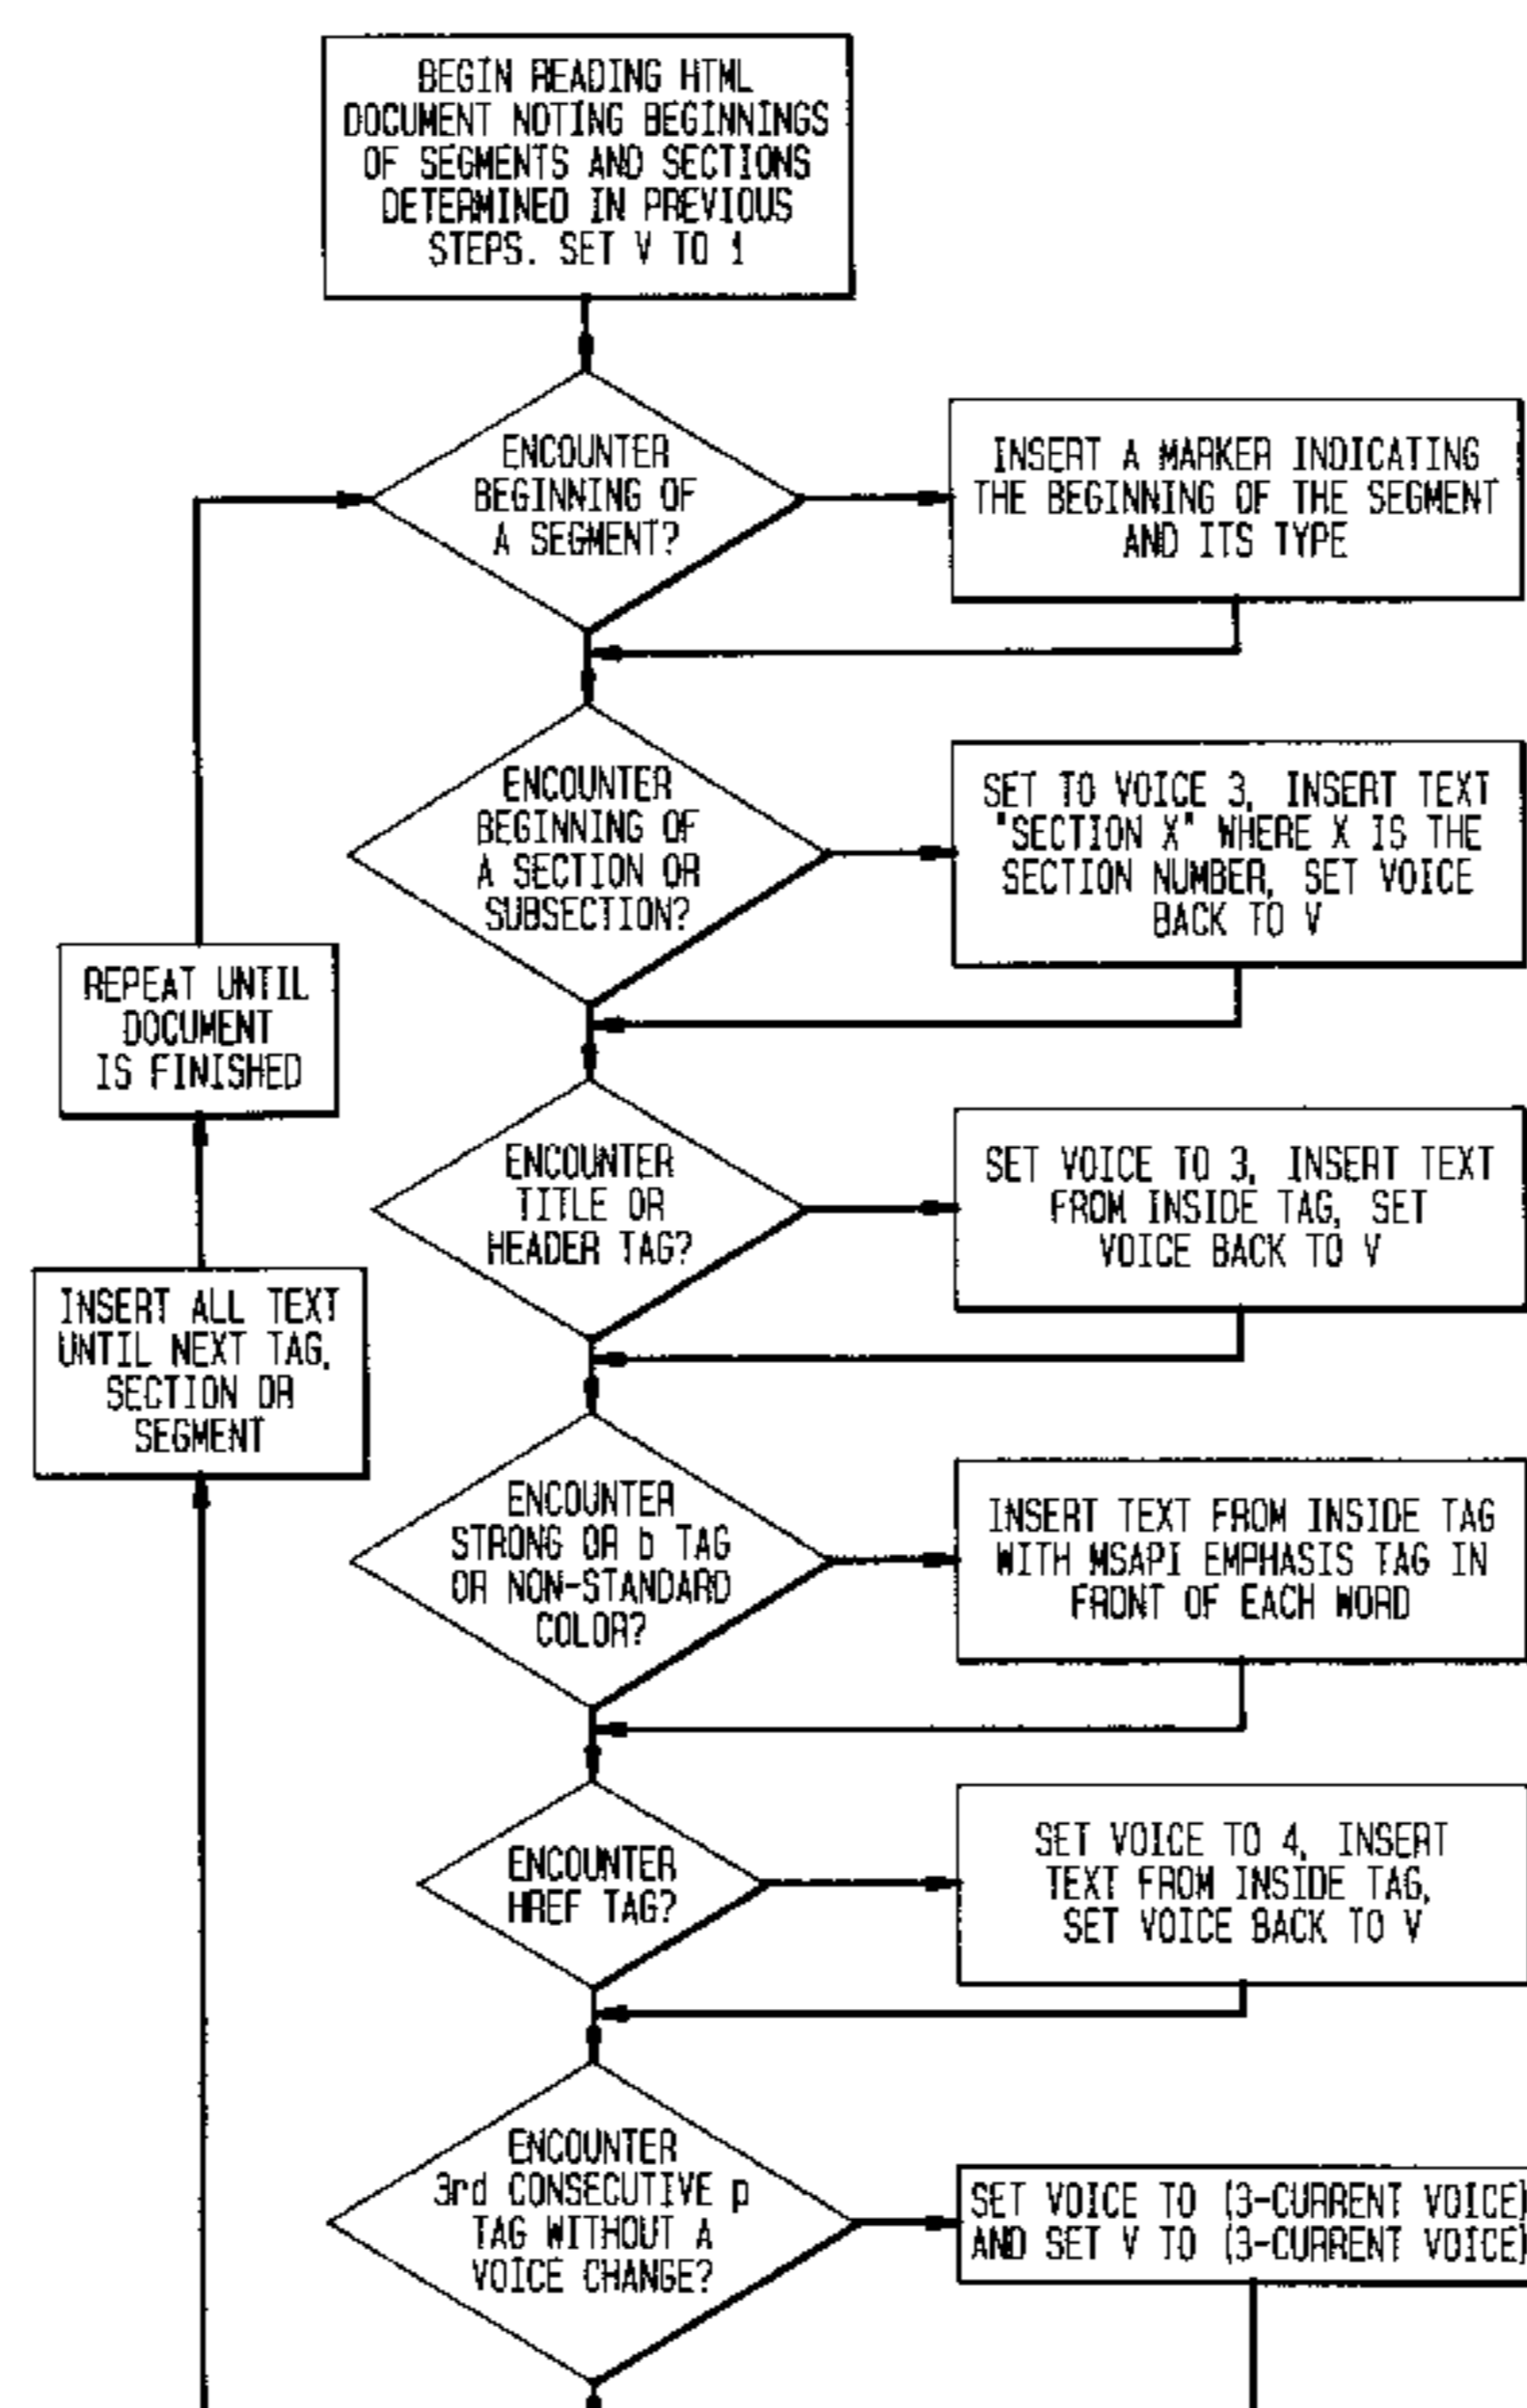 BEGIN READING HTML
DOCUMENT NOTING BEGINNINGS
OF SEGMENTS AND SECTIONS
DETERMINED IN PREVIOUS
STEPS. SET V TO 1
ENCOUNTER
BEGINNING OF
A SEGMENT?
INSERT A MARKER INDICATING
THE BEGINNING OF THE SEGMENT
AND ITS TYPE
ENCOUNTER
BEGINNING OF
A SECTION OR
SUBSECTION?
SET TO VOICE 3, INSERT TEXT
"SECTION X" WHERE X IS THE
SECTION NUMBER, SET VOICE
BACK TO V
REPEAT UNTIL
DOCUMENT
IS FINISHED
ENCOUNTER
TITLE OR
HEADER TAG?
SET VOICE TO 3, INSERT TEXT
FROM INSIDE TAG, SET
VOICE BACK TO V
INSERT ALL TEXT
UNTIL NEXT TAG,
SECTION OR
SEGMENT
ENCOUNTER
STRONG OR b TAG
OR NON-STANDARD
COLOR?
INSERT TEXT FROM INSIDE TAG
WITH MSAPI EMPHASIS TAG IN
FRONT OF EACH WORD
ENCOUNTER
HREF TAG?
SET VOICE TO 4, INSERT
TEXT FROM INSIDE TAG,
SET VOICE BACK TO V
ENCOUNTER
3rd CONSECUTIVE p
TAG WITHOUT A
VOICE CHANGE?
SET VOICE TO (3-CURRENT VOICE)
AND SET V TO (3-CURRENT VOICE)